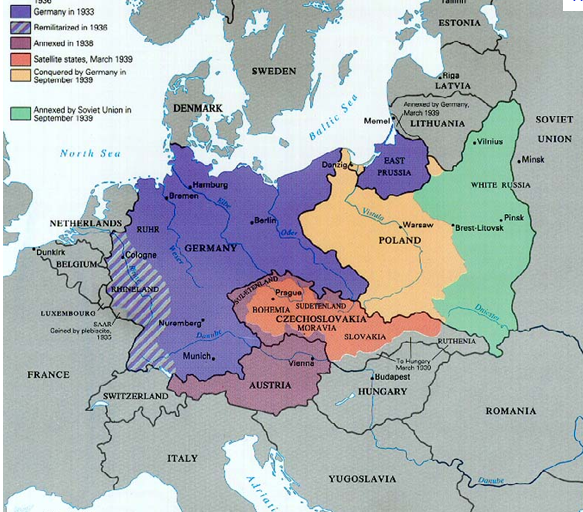 1936
Germany in 1933
Remilitarized in 1936
Annexed in 1938
Satellite states, March 1939
Conquered by Germany in
September 1939
Annexed by Soviet Union in
September 1939
Tallinn
ESTONIA
SWEDEN
Riga
LATVIA
DENMARK
Baltic Sea
Annexed by Germany,
March 1939
Memel
LITHUANIA
SOVIET
UNION
North Sea
Vilnius
Danzig
EAST
PRUSSIA
Minsk
Hamburg
Bremen
WHITE RUSSIA
Elbe
Vistula
NETHERLANDS
RUHR
Berlin
Oder
Warsaw
Pinsk
Brest-Litovsk
POLAND
Dunkirk
Cologne
Weser
GERMANY
BELGIUM
RHINELAND
SUDETENLAND
Prague
BOHEMIA
SUDETENLAND
Dniester
LUXEMBOURG
CZECHOSLOVAKIA
SAAR
Gained by plebiscite,
1935
Nuremberg
MORAVIA
Danube
SLOVAKIA
RUTHENIA
Munich
Vienna
To Hungary
March 1939
FRANCE
Budapest
AUSTRIA
SWITZERLAND
HUNGARY
ROMANIA
ITALY
YUGOSLAVIA
Danube
Adriati